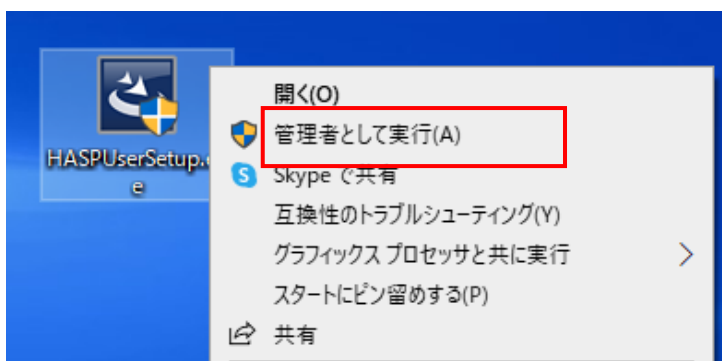 開く(O)
管理者として実行(A)
HASPUserSetup.
e
Skype で共有
互換性のトラブルシューティング(Y)
グラフィックス プロセッサと共に実行
スタートにピン留めする(P)
共有